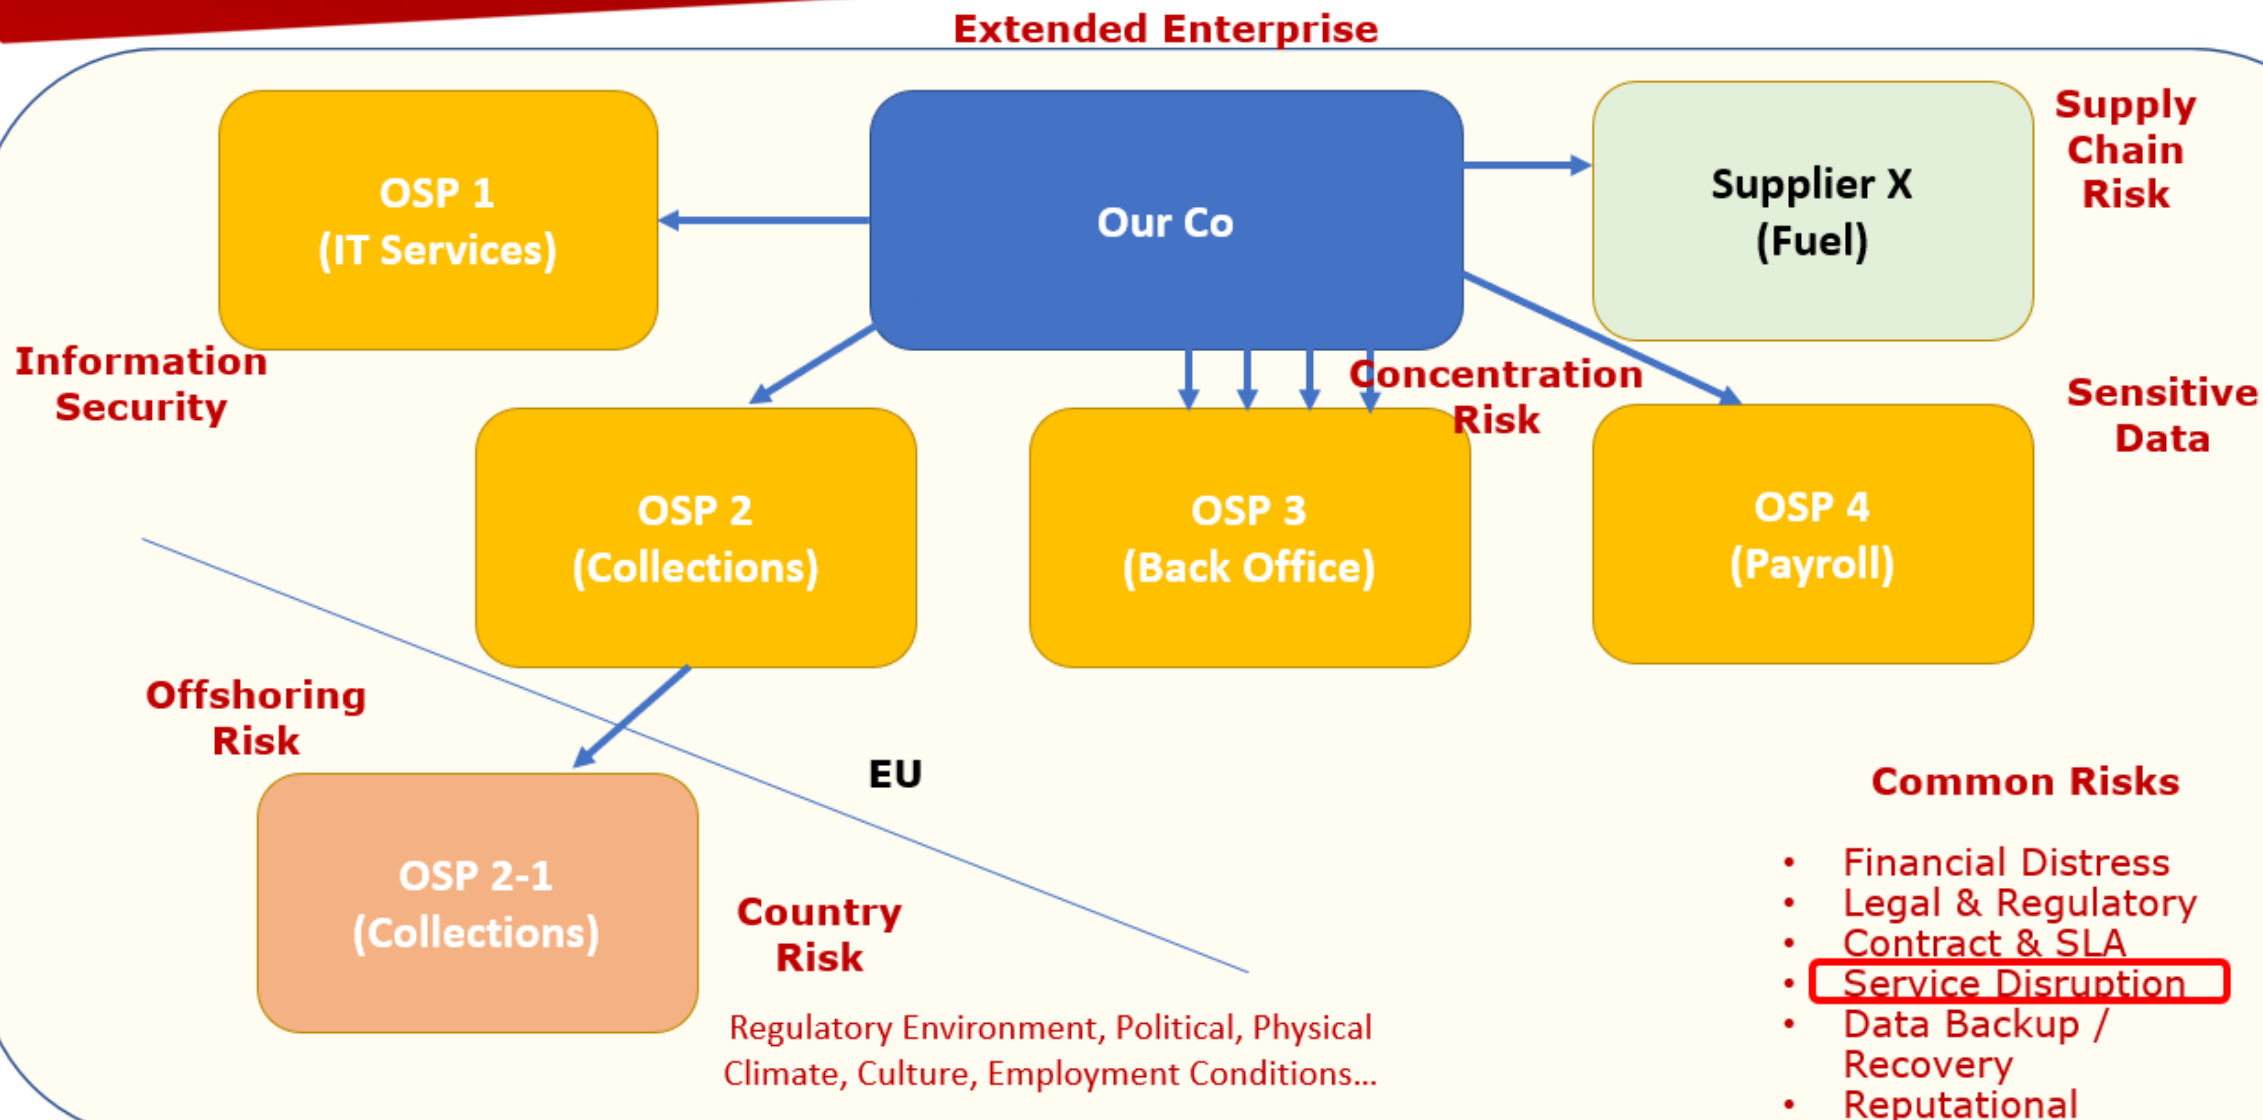 Extended Enterprise
OSP 1
(IT Services)
Our Co
Supplier X
(Fuel)
Supply
Chain
Risk
Information
Security
Concentration
Risk
Sensitive
Data
OSP 2
(Collections)
OSP 3
(Back Office)
OSP 4
(Payroll)
Offshoring
Risk
EU
OSP 2-1
(Collections)
Country
Risk
Regulatory Environment, Political, Physical
Climate, Culture, Employment Conditions...
Common Risks
• Financial Distress
• Legal & Regulatory
• Contract & SLA
• Service Disruption
• Data Backup /
Recovery
• Reputational